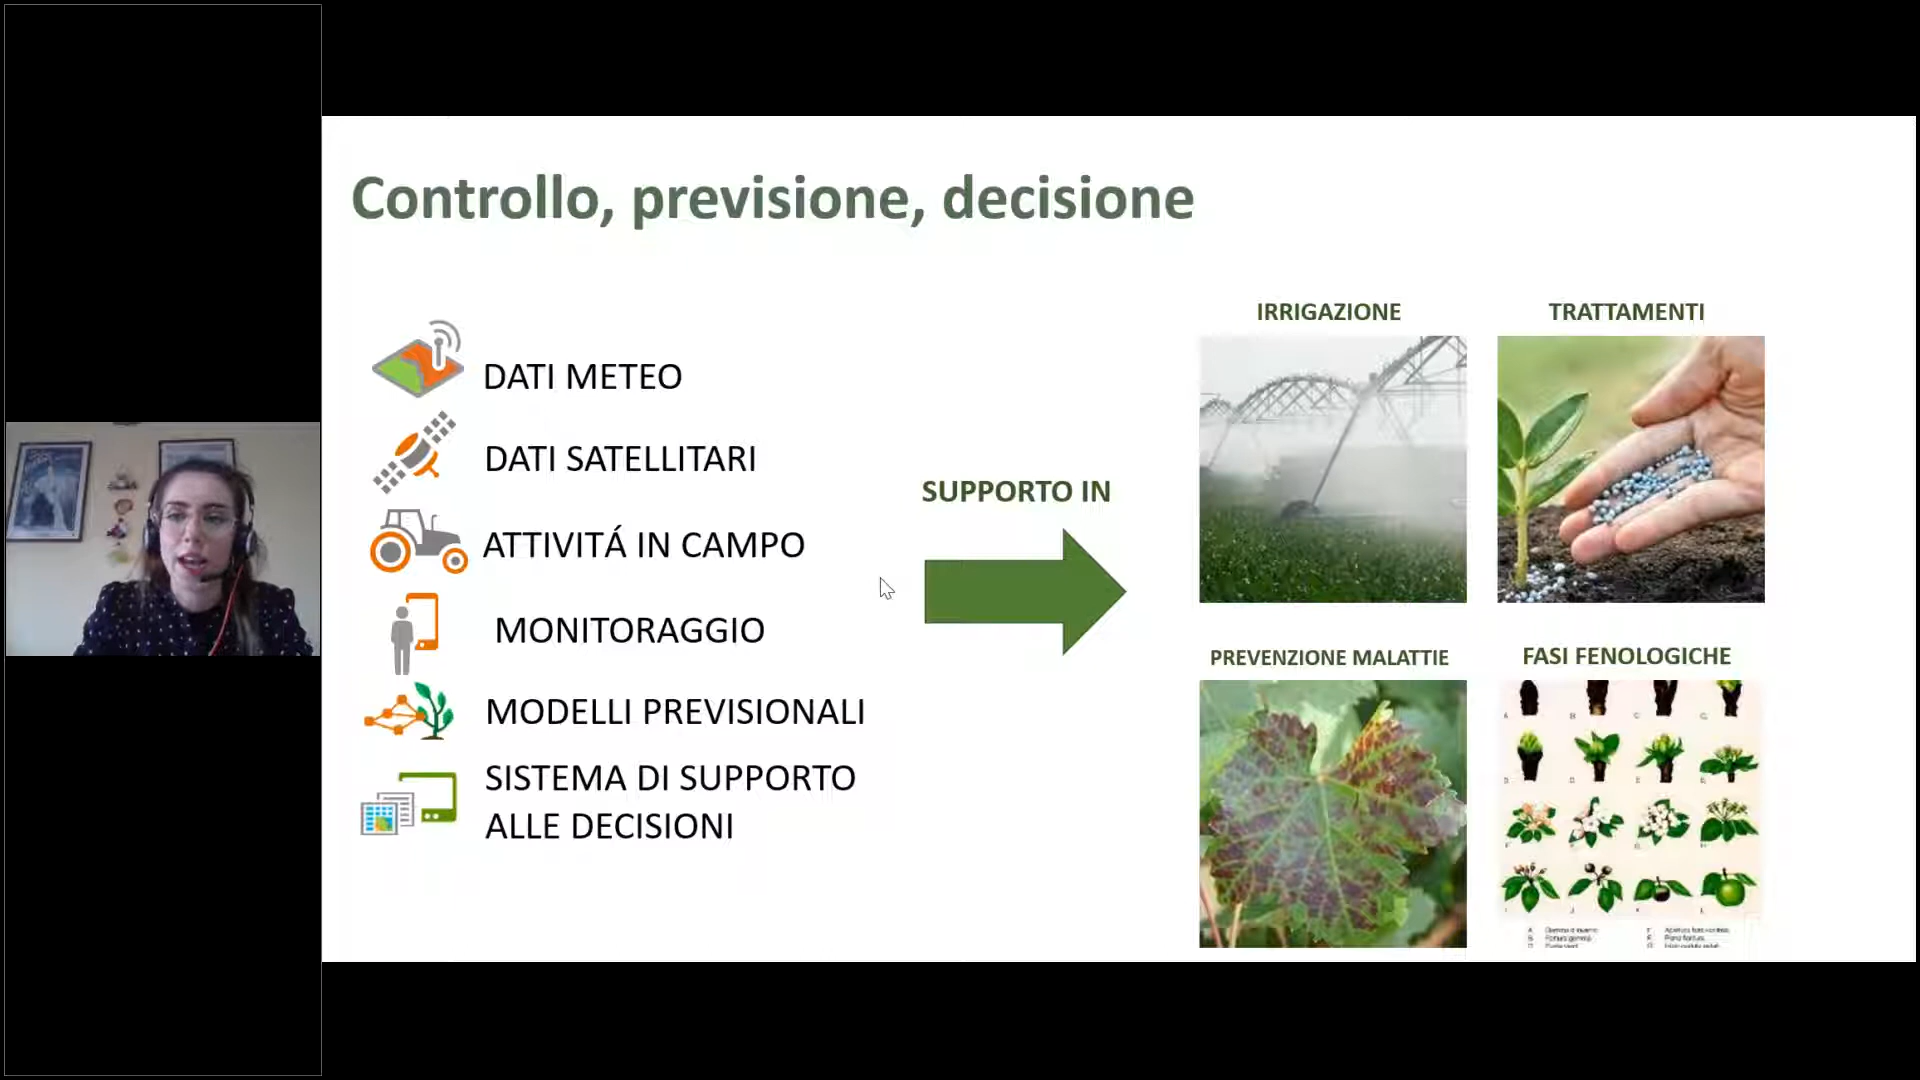 Controllo, previsione, decisione
DATI METEO
DATI SATELLITARI
ATTIVITÁ IN CAMPO
MONITORAGGIO
MODELLI PREVISIONALI
SISTEMA DI SUPPORTO
ALLE DECISIONI
SUPPORTO IN
IRRIGAZIONE
TRATTAMENTI
PREVENZIONE MALATTIE
FASI FENOLOGICHE